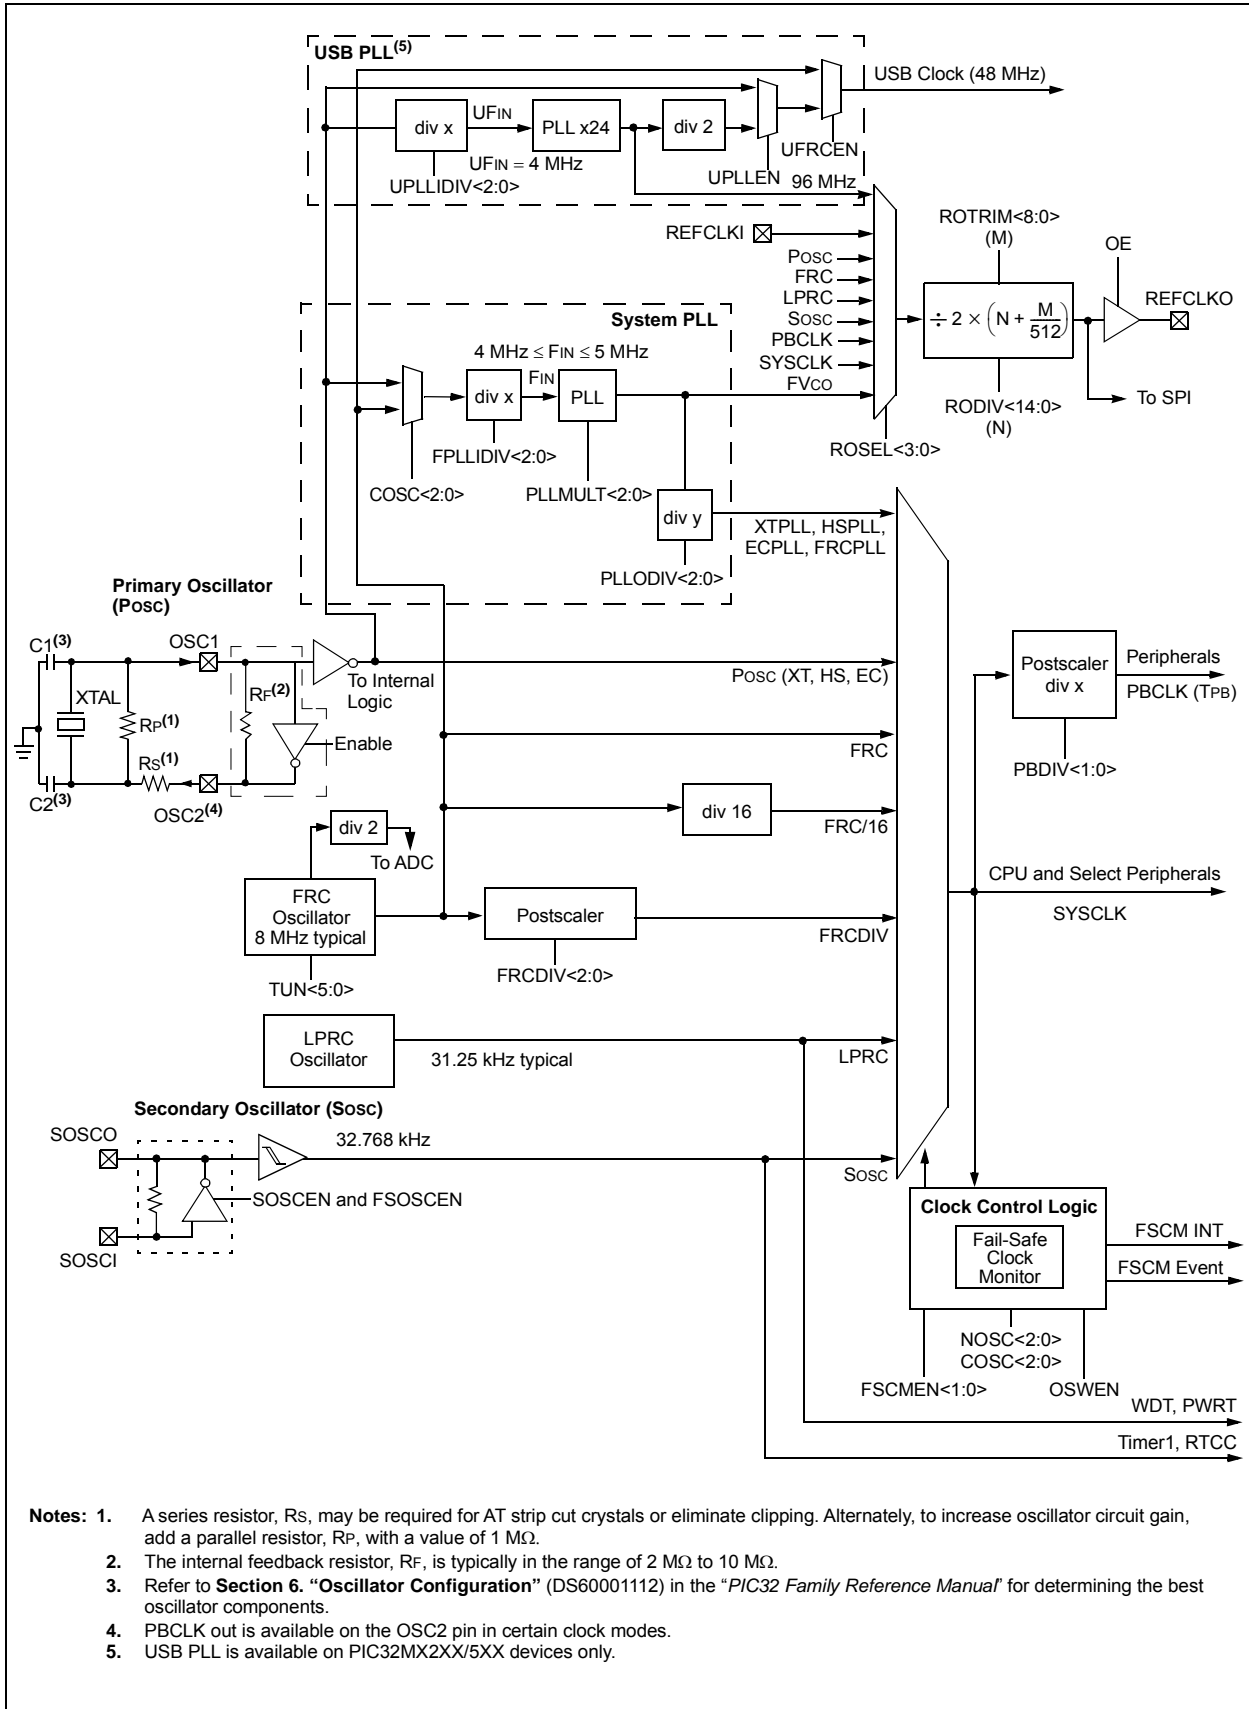 USB PLL(5)
USB Clock (48 MHz)
UFIN
div x
PLL x24
div 2
UFRCEN
UFIN = 4 MHz
UPLLIDIV<2:0>
UPLLEN
96 MHz
REFCLKI
ROTRIM<8:0>
(M)
OE
POSC
FRC
LPRC
SOSC
PBCLK
SYSCLK
FVCO
÷ 2 × (N + M/512)
REFCLKO
To SPI
RODIV<14:0>
(N)
ROSEL<3:0>
System PLL
4 MHz ≤ FIN ≤ 5 MHz
FIN
div x
PLL
FPLLIDIV<2:0>
COSC<2:0>
PLLMULT<2:0>
div y
XTPLL, HSPLL,
ECPLL, FRCPLL
PLLODIV<2:0>
Primary Oscillator
(POSC)
C1(3)
OSC1
XTAL
RP(1)
RF(2)
To Internal
Logic
POSC (XT, HS, EC)
Postscaler
div x
Peripherals
PBCLK (TPB)
RS(1)
Enable
FRC
PBDIV<1:0>
C2(3)
OSC2(4)
div 16
FRC/16
div 2
To ADC
CPU and Select Peripherals
SYSCLK
FRC
Oscillator
8 MHz typical
Postscaler
FRCDIV
TUN<5:0>
FRCDIV<2:0>
LPRC
Oscillator
31.25 kHz typical
LPRC
Secondary Oscillator (SOSC)
SOSCO
32.768 kHz
SOSC
SOSCEN and FSOSCEN
SOSCI
Clock Control Logic
Fail-Safe
Clock
Monitor
FSCM INT
FSCM Event
NOSC<2:0>
COSC<2:0>
FSCMEN<1:0>
OSWEN
WDT, PWRT
Timer1, RTCC
Notes: 1. A series resistor, RS, may be required for AT strip cut crystals or eliminate clipping. Alternately, to increase oscillator circuit gain,
add a parallel resistor, RP, with a value of 1 MΩ.
2. The internal feedback resistor, RF, is typically in the range of 2 MΩ to 10 MΩ.
3. Refer to Section 6. “Oscillator Configuration” (DS60001112) in the “PIC32 Family Reference Manual” for determining the best
oscillator components.
4. PBCLK out is available on the OSC2 pin in certain clock modes.
5. USB PLL is available on PIC32MX2XX/5XX devices only.